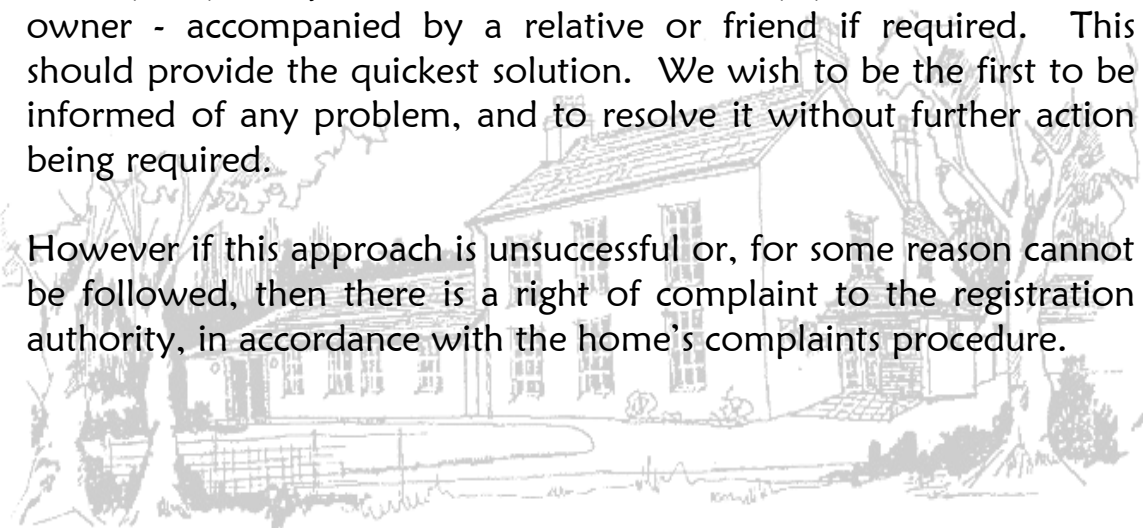 owner - accompanied by a relative or friend if required. This
should provide the quickest solution. We wish to be the first to be
informed of any problem, and to resolve it without further action
being required.
However if this approach is unsuccessful or, for some reason cannot
be followed, then there is a right of complaint to the registration
authority, in accordance with the home’s complaints procedure.